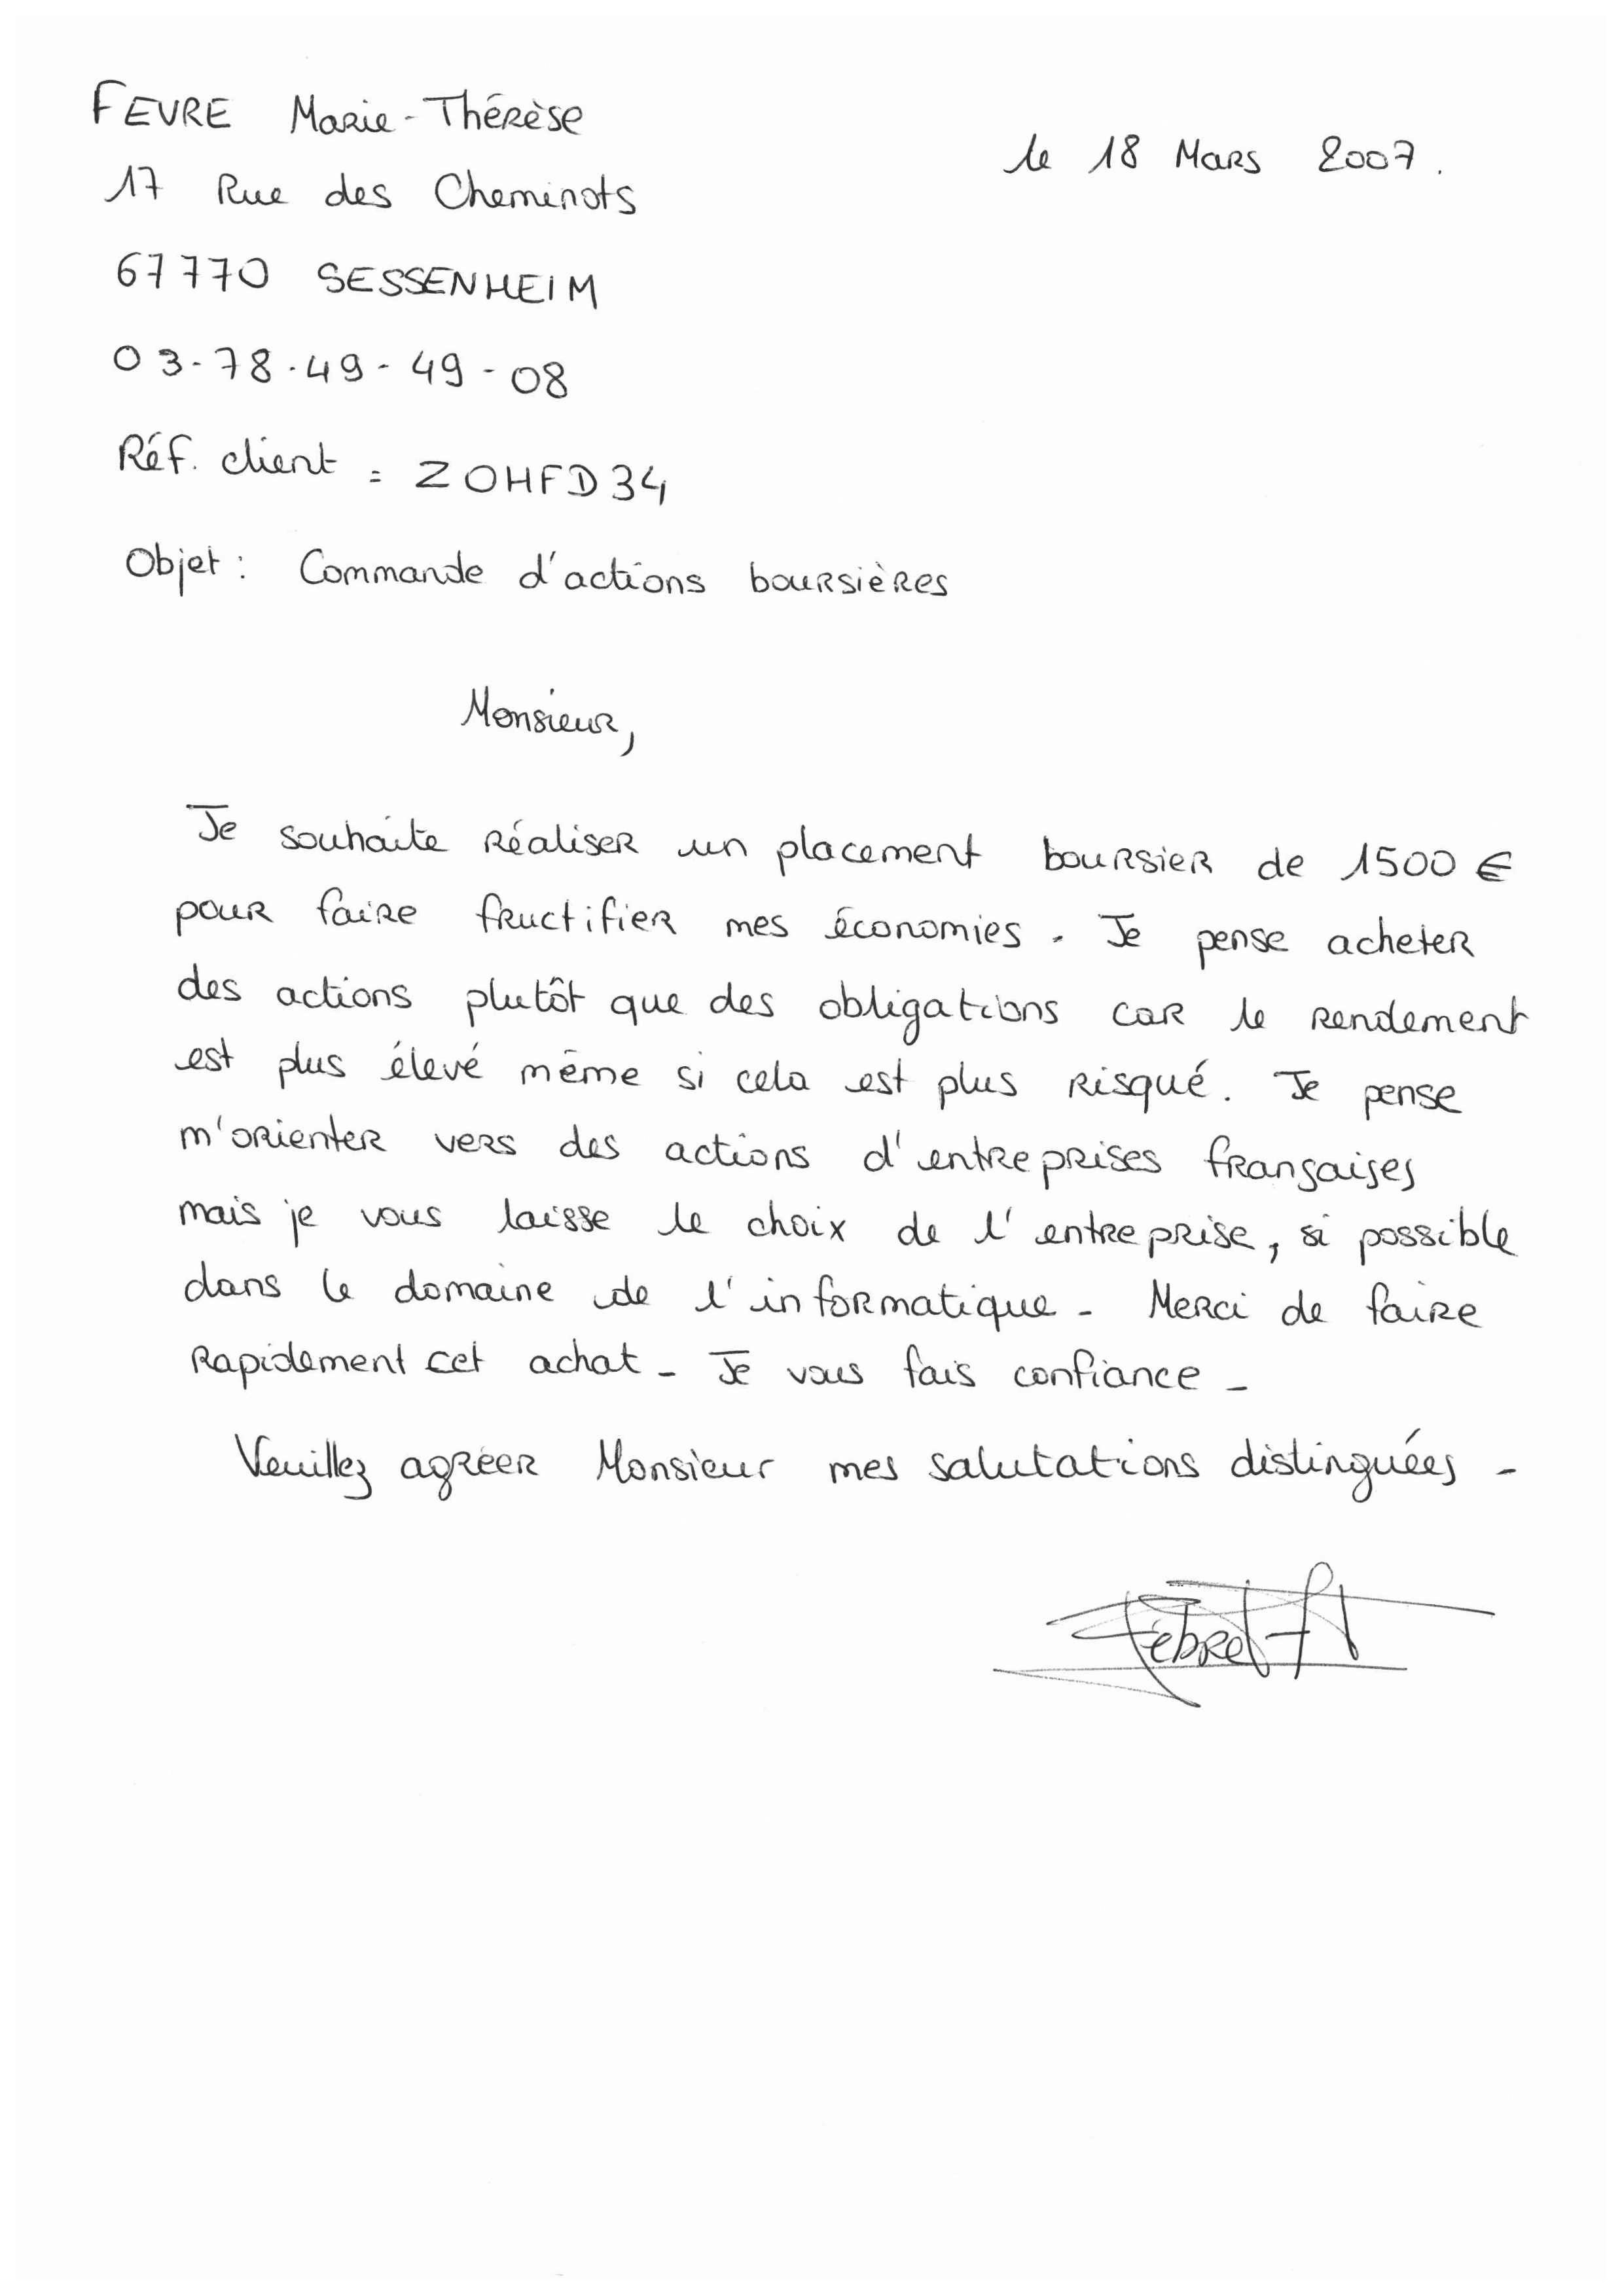 FEVRE Marie-Thérèse
le 18 Mars 2007.
17 Rue des Cheminots
67770 SESSENHEIM
03-78.49-49-08
Réf. client = ZOHFD34
Objet : Commande d'actions boursières
Monsieur,
Je souhaite réaliser un placement boursier de 1500 €
pour faire fructifier mes économies. Je pense acheter
des actions plutôt que des obligations car le rendement
est plus élevé même si cela est plus risqué. Je pense
m'orienter vers des actions d'entreprises françaises
mais je vous laisse le choix de l'entreprise, si possible
dans le domaine de l'informatique - Merci de faire
Rapidement cet achat - Je vous fais confiance -
Veuillez agréer Monsieur mes salutations distinguées -